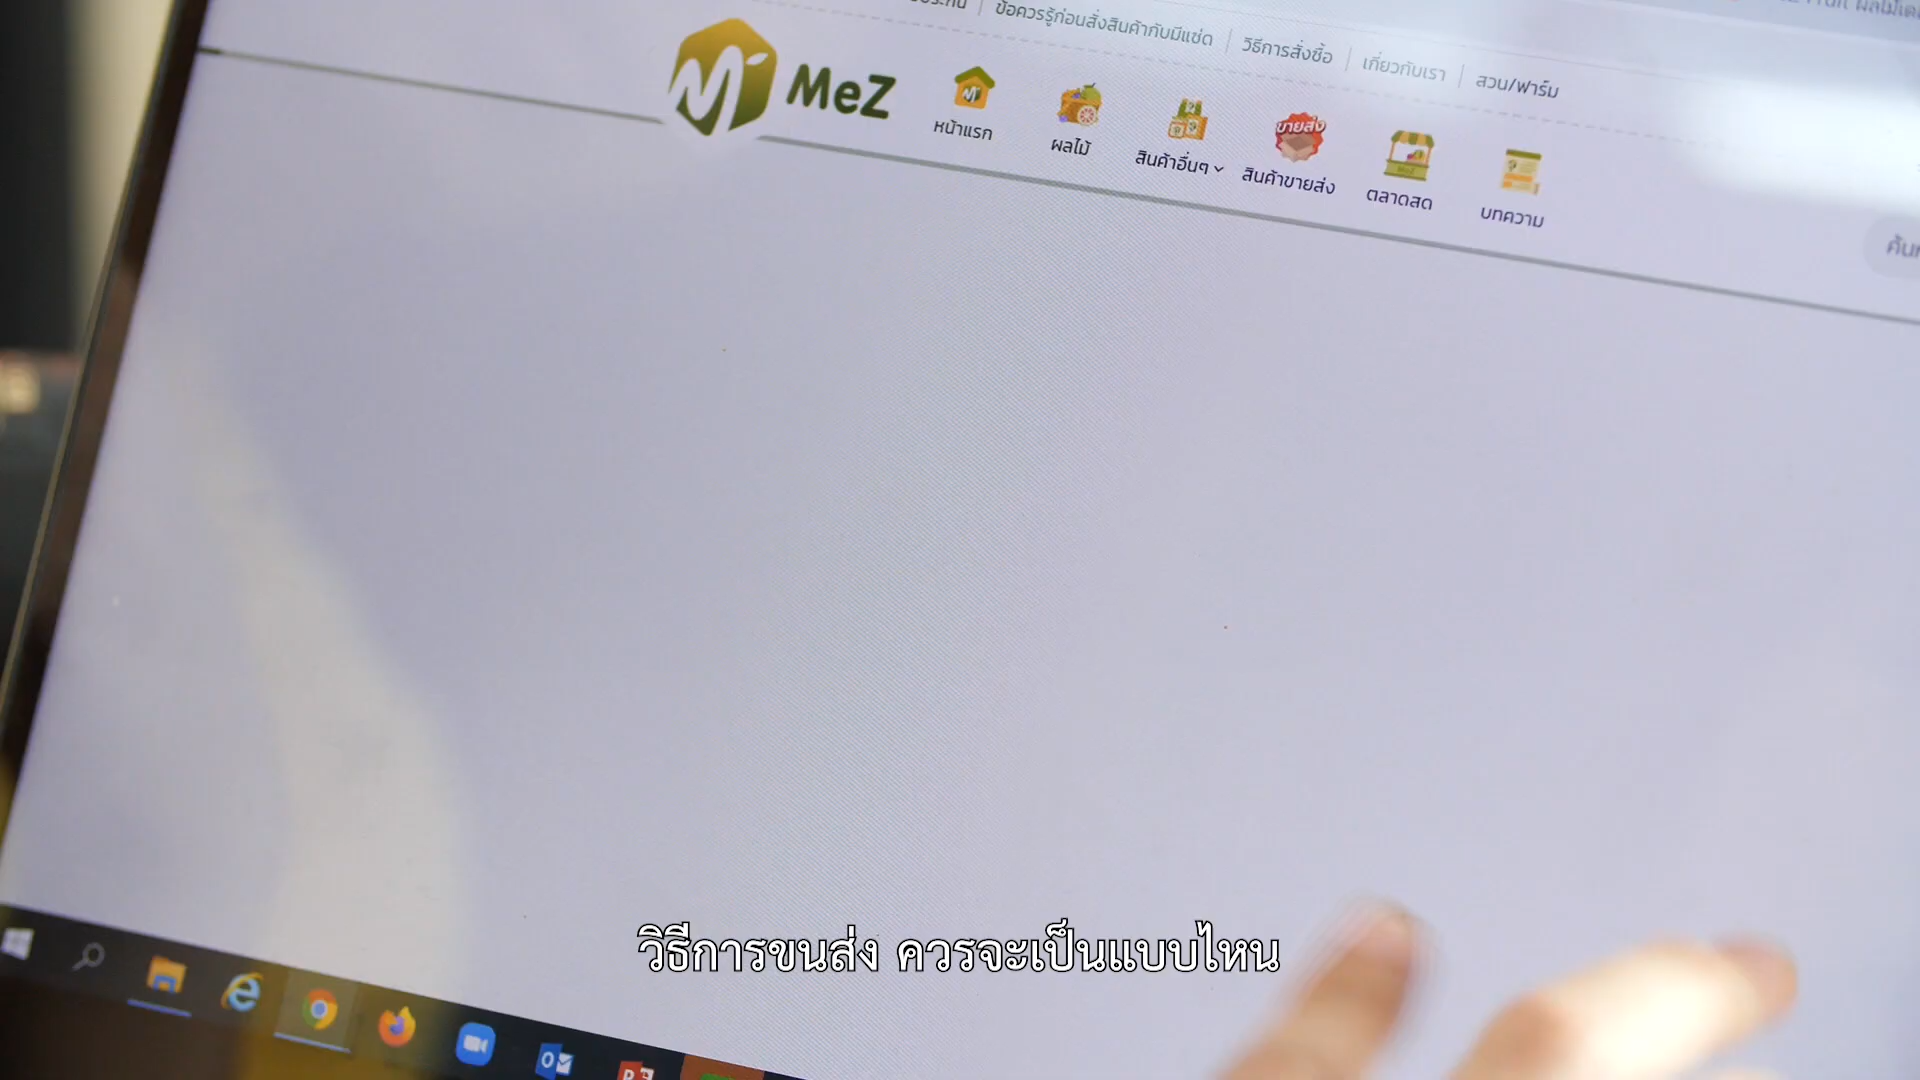 ข้อควรรู้ก่อนสั่งสินค้ากับมีแซ่ด | วิธีการสั่งซื้อ | เกี่ยวกับเรา | สวน/ฟาร์ม
MeZ
หน้าแรก
ผลไม้
สินค้าอื่นๆ
ขายส่ง
สินค้าขายส่ง
ตลาดสด
บทความ
วิธีการขนส่ง ควรจะเป็นแบบไหน